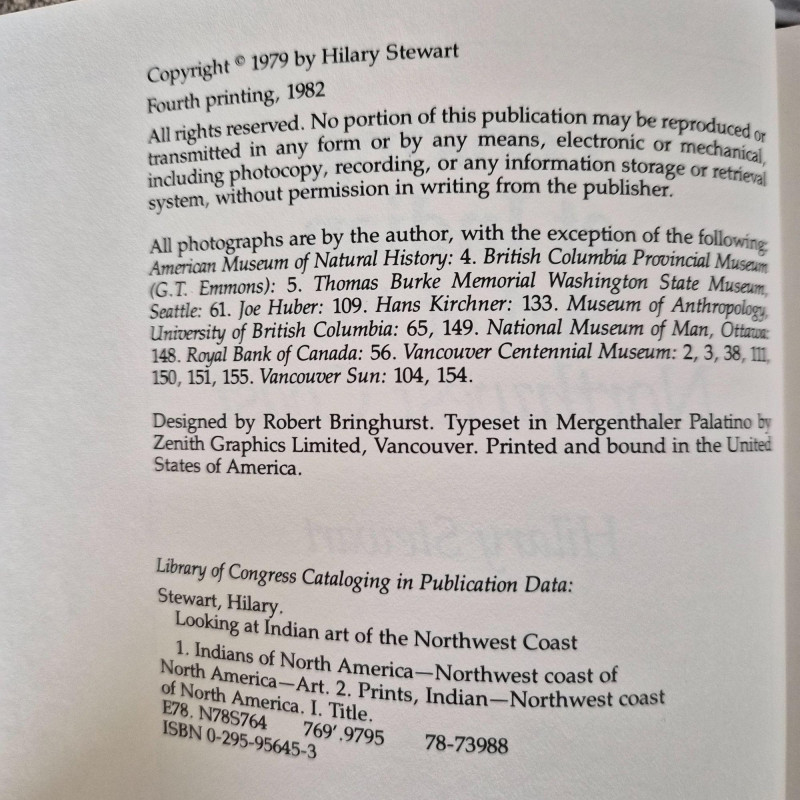 Copyright © 1979 by Hilary Stewart
Fourth printing, 1982
All rights reserved. No portion of this publication may be reproduced or
transmitted in any form or by any means, electronic or mechanical,
including photocopy, recording, or any information storage or retrieval
system, without permission in writing from the publisher.
All photographs are by the author, with the exception of the following:
American Museum of Natural History: 4. British Columbia Provincial Museum
(G.T. Emmons): 5. Thomas Burke Memorial Washington State Museum,
Seattle: 61. Joe Huber: 109. Hans Kirchner: 133. Museum of Anthropology,
University of British Columbia: 65, 149. National Museum of Man, Ottawa:
148. Royal Bank of Canada: 56. Vancouver Centennial Museum: 2, 3, 38, 111,
150, 151, 155. Vancouver Sun: 104, 154.
Designed by Robert Bringhurst. Typeset in Mergenthaler Palatino by
Zenith Graphics Limited, Vancouver. Printed and bound in the United
States of America.
Library of Congress Cataloging in Publication Data:
Stewart, Hilary.
Looking at Indian art of the Northwest Coast
1. Indians of North America—Northwest coast of
North America—Art. 2. Prints, Indian—Northwest coast
of North America. I. Title.
E78. N78S764 769'.9795 78-73988
ISBN 0-295-95645-3